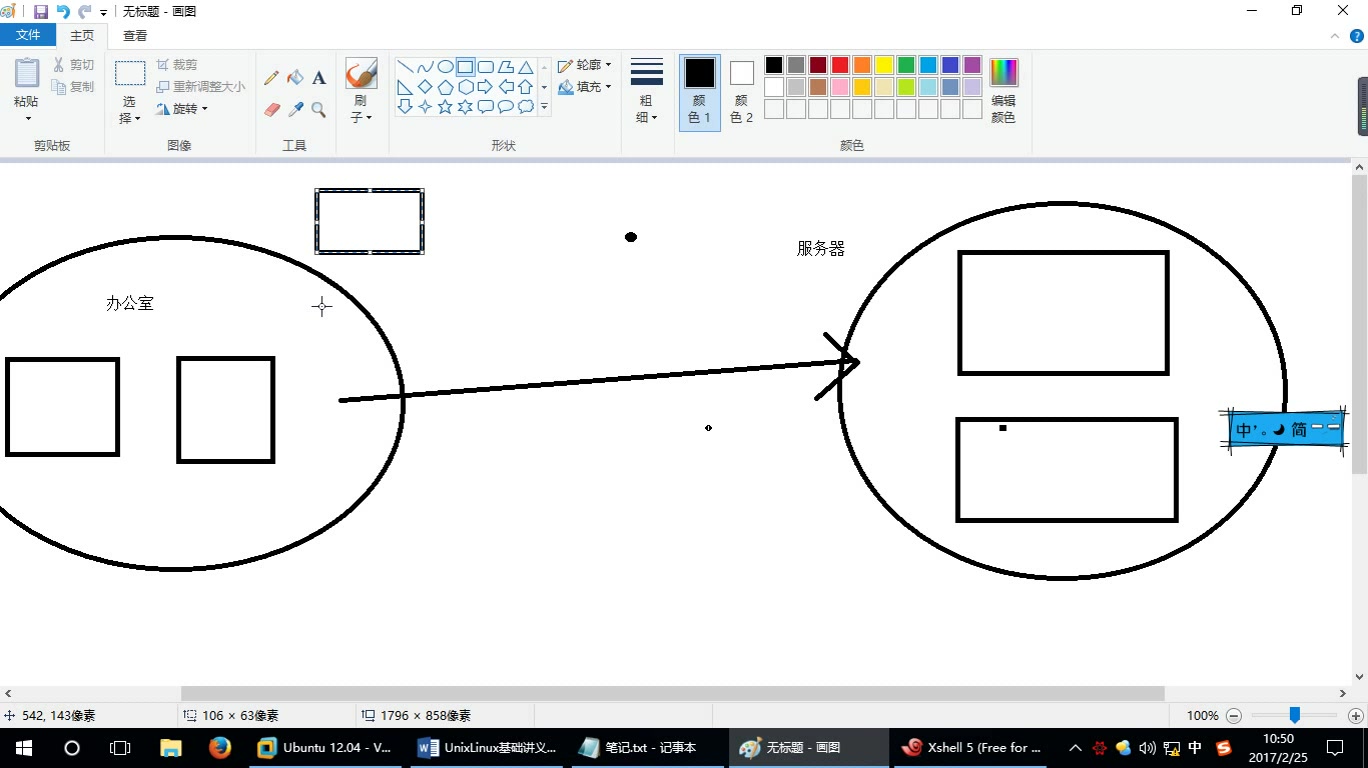 无标题 - 画图
文件 主页 查看
粘贴
剪切
复制
剪贴板
选择
裁剪
重新调整大小
旋转
图像
A
工具
刷子
形状
轮廓
填充
粗细
颜色 1
颜色 2
颜色
编辑颜色
服务器
办公室
中 ’。 简
542, 143像素
106 × 63像素
1796 × 858像素
100%
Ubuntu 12.04 - V...
UnixLinux基础讲义...
笔记.txt - 记事本
无标题 - 画图
Xshell 5 (Free for ...
中
10:50
2017/2/25